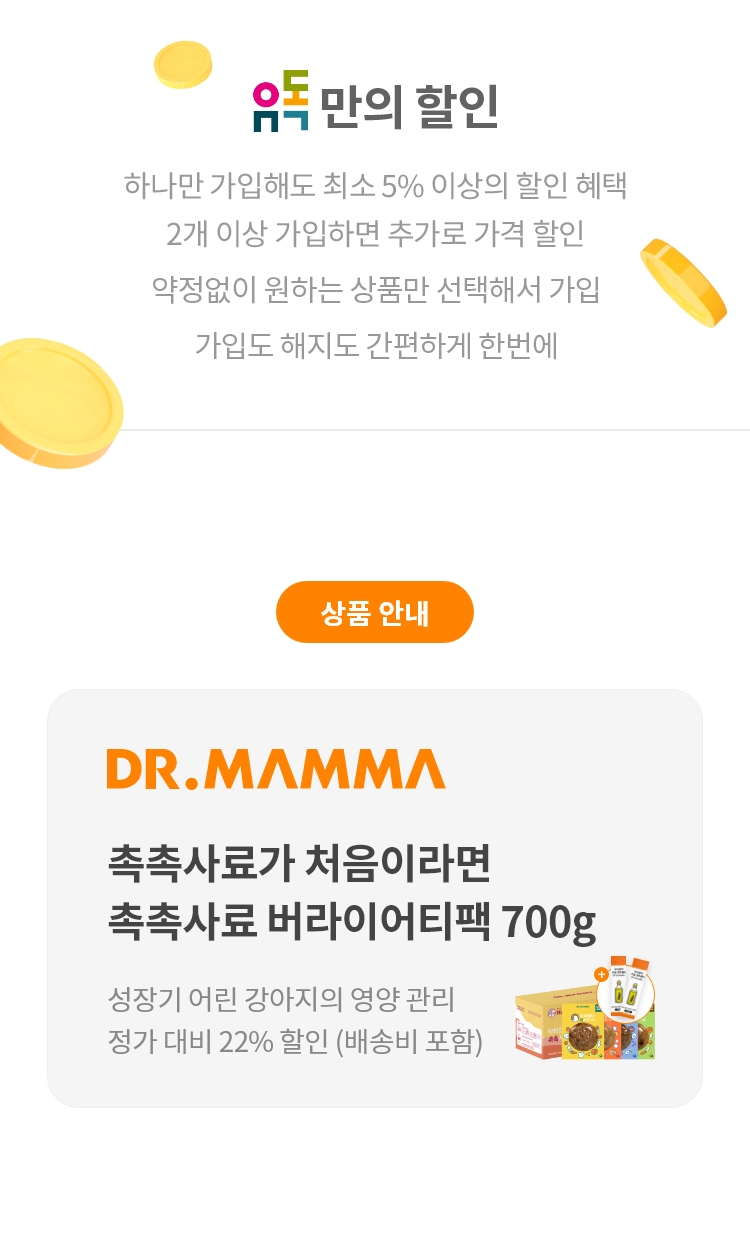 유독만의 할인
하나만 가입해도 최소 5% 이상의 할인 혜택
2개 이상 가입하면 추가로 가격 할인
약정없이 원하는 상품만 선택해서 가입
가입도 해지도 간편하게 한번에
상품 안내
DR.MAMMA
촉촉사료가 처음이라면
촉촉사료 버라이어티팩 700g
성장기 어린 강아지의 영양 관리
정가 대비 22% 할인 (배송비 포함)